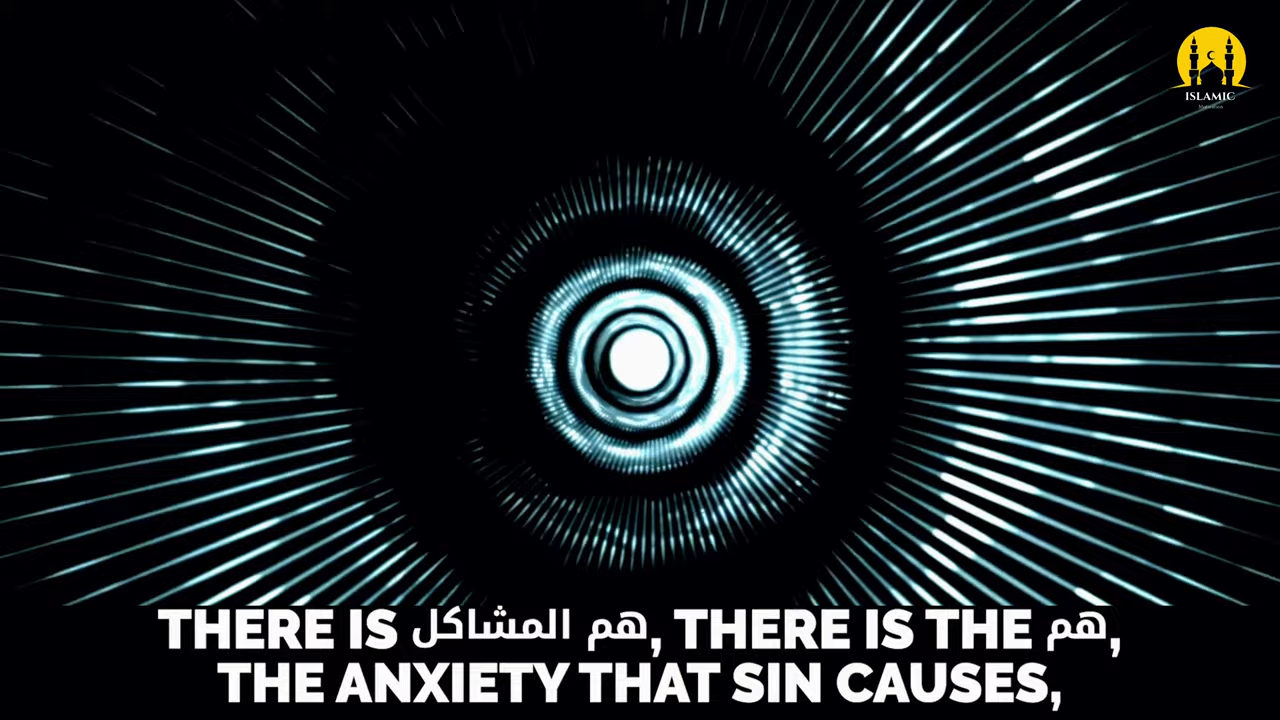 ISLAMIC
THERE IS هم المشاكل, THERE IS THE هم,
THE ANXIETY THAT SIN CAUSES,